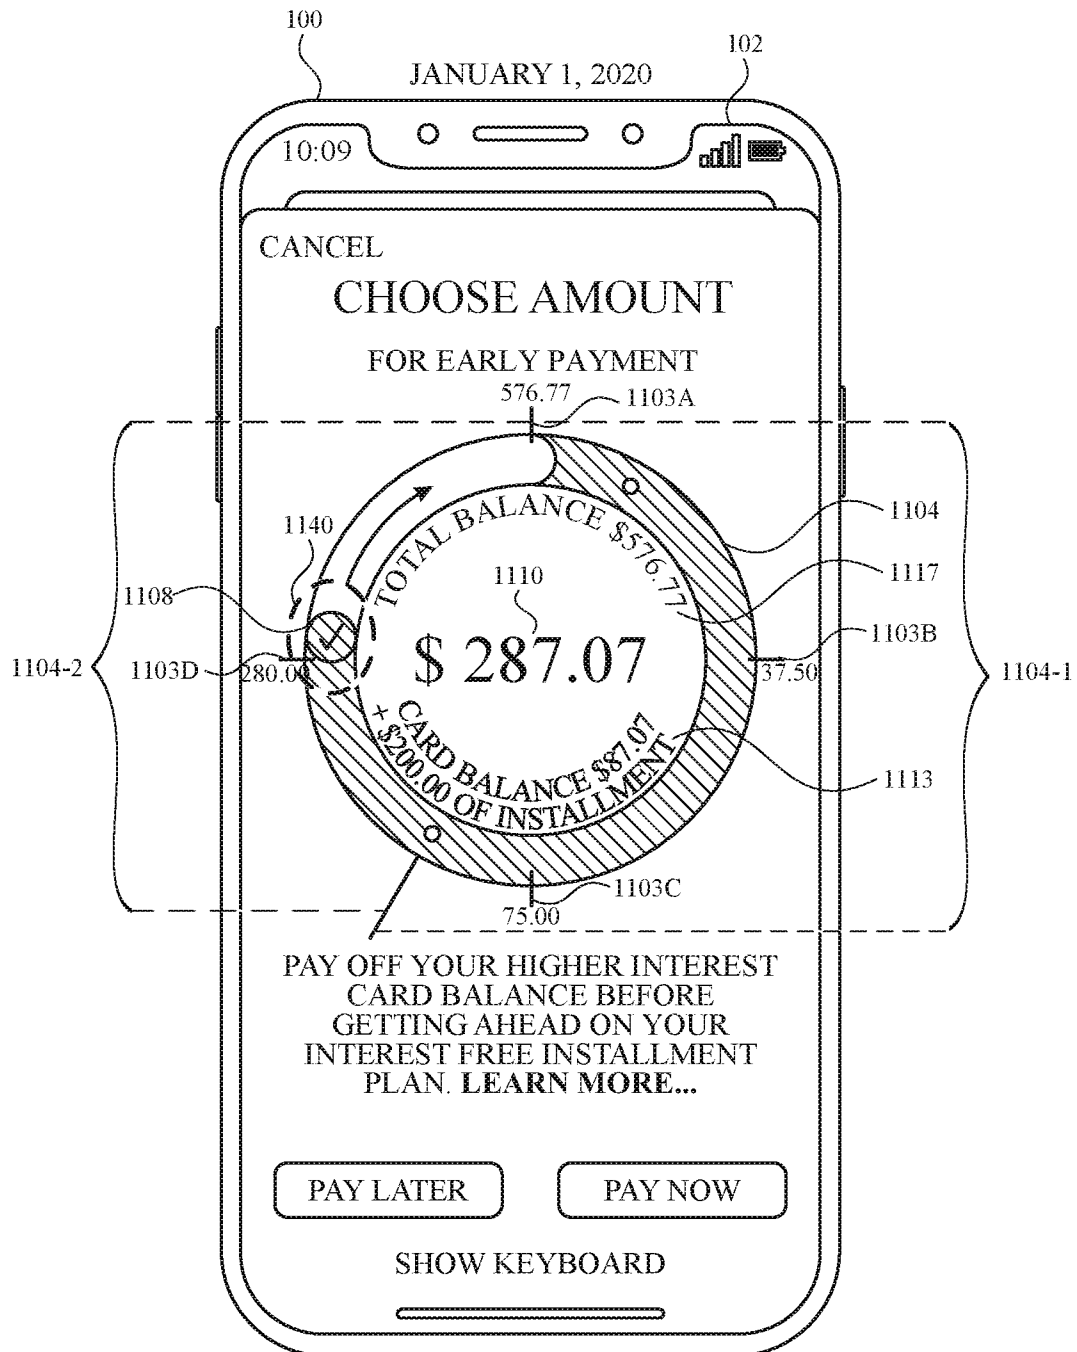 100
102
JANUARY 1, 2020
10:09
CANCEL
CHOOSE AMOUNT
FOR EARLY PAYMENT
576.77
1103A
1104
1140
TOTAL BALANCE $576.77
1117
1110
1108
1103B
$ 287.07
1104-2
1103D
37.50
1104-1
CARD BALANCE $87.07
+ $200.00 OF INSTALLMENT
1113
1103C
75.00
PAY OFF YOUR HIGHER INTEREST
CARD BALANCE BEFORE
GETTING AHEAD ON YOUR
INTEREST FREE INSTALLMENT
PLAN. LEARN MORE...
PAY LATER
PAY NOW
SHOW KEYBOARD